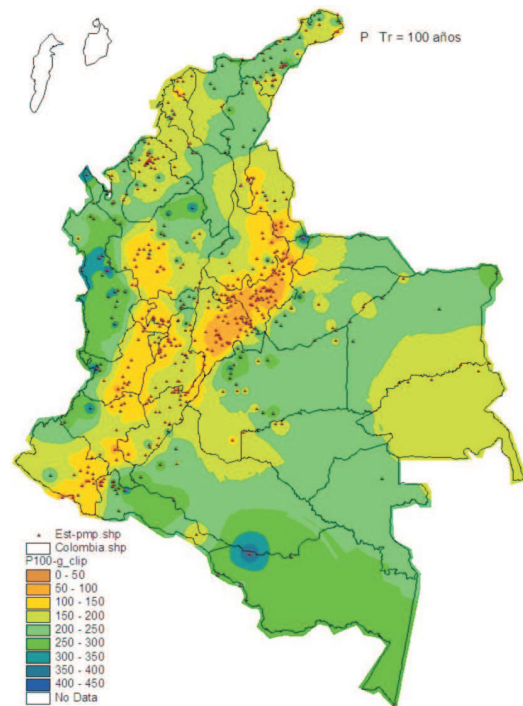 P Tr = 100 años
Est-pmp.shp
Colombia.shp
P100-g_clip
0 - 50
50 - 100
100 - 150
150 - 200
200 - 250
250 - 300
300 - 350
350 - 400
400 - 450
No Data